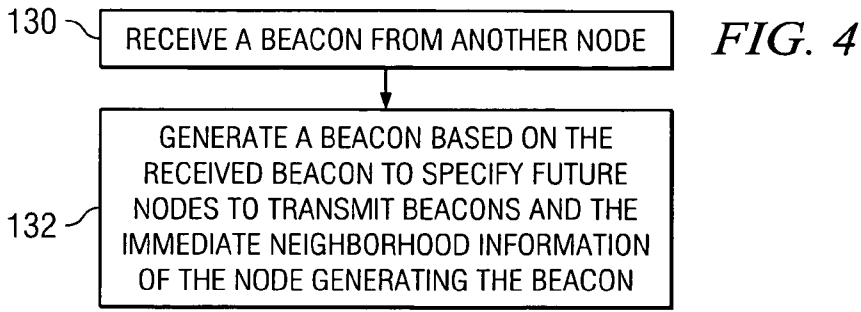 130
RECEIVE A BEACON FROM ANOTHER NODE
FIG. 4
132
GENERATE A BEACON BASED ON THE
RECEIVED BEACON TO SPECIFY FUTURE
NODES TO TRANSMIT BEACONS AND THE
IMMEDIATE NEIGHBORHOOD INFORMATION
OF THE NODE GENERATING THE BEACON